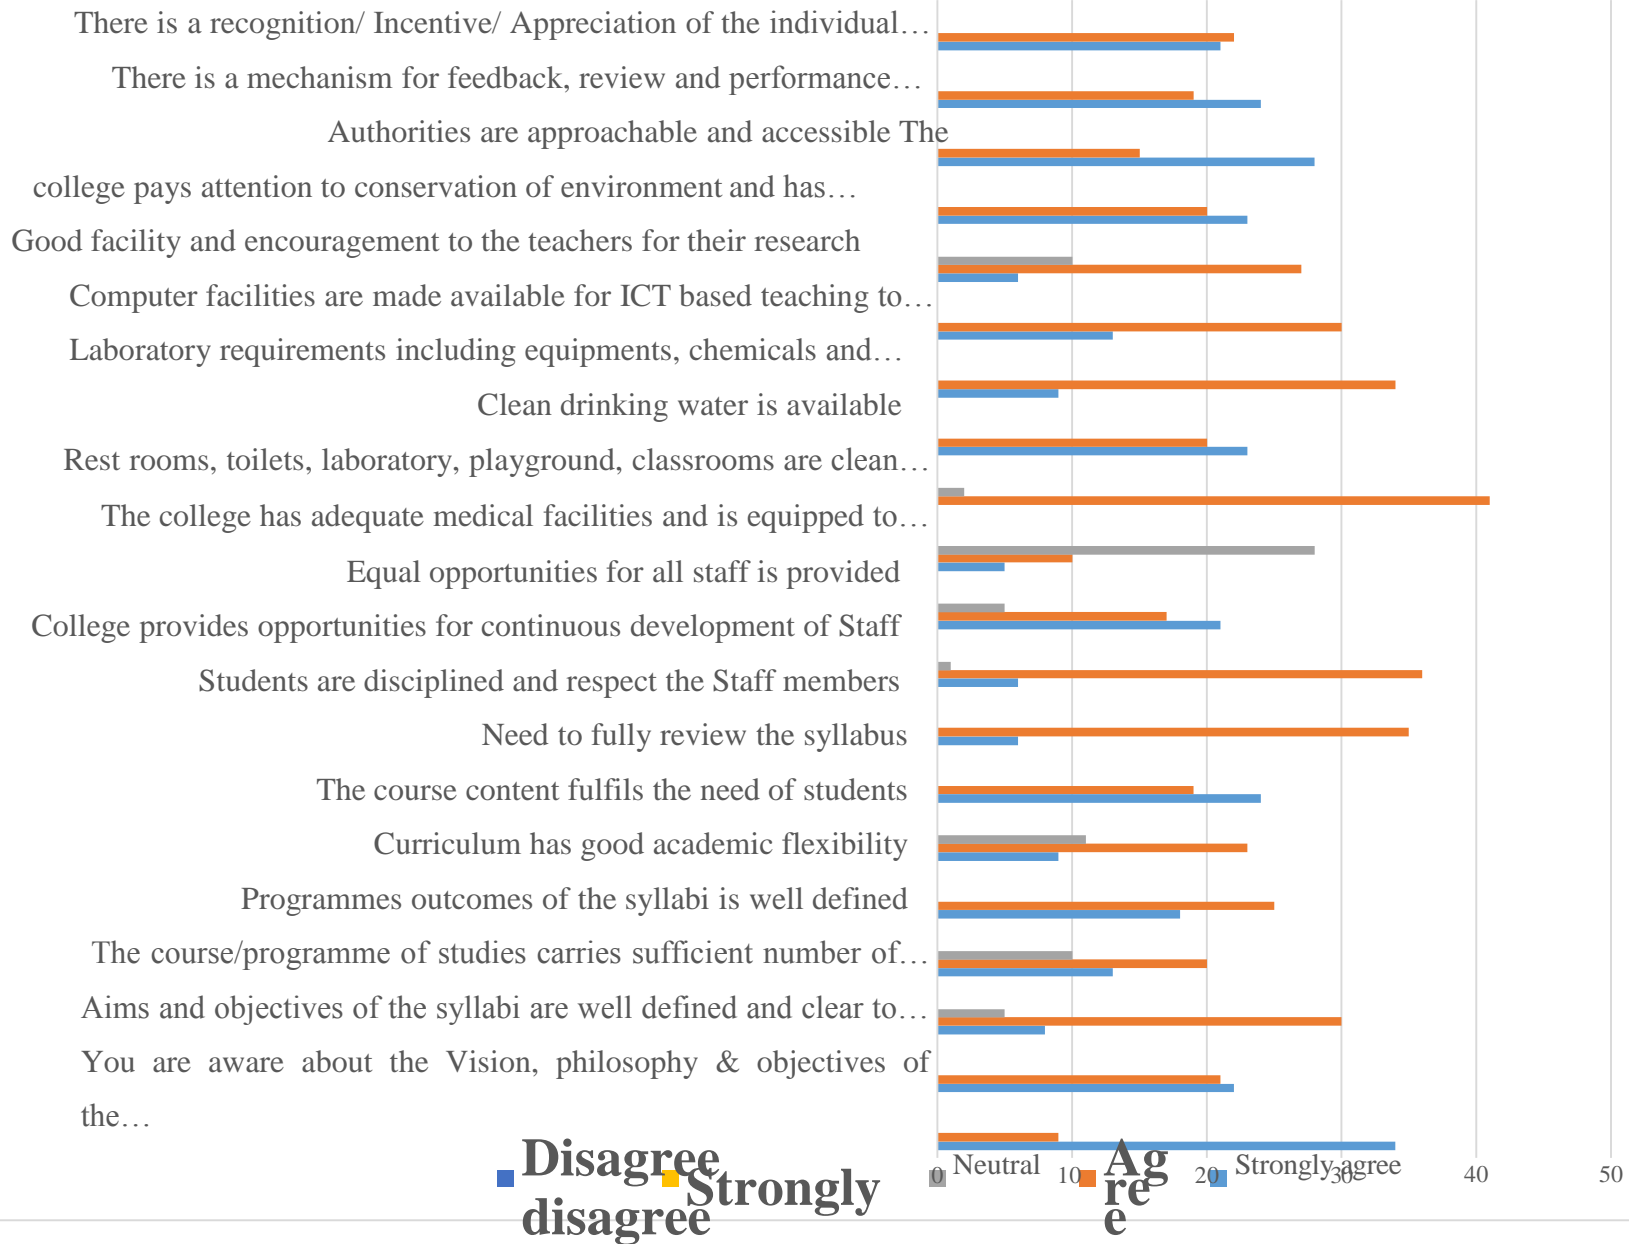 There is a recognition/ Incentive/ Appreciation of the individual…
There is a mechanism for feedback, review and performance…
Authorities are approachable and accessible The
college pays attention to conservation of environment and has…
Good facility and encouragement to the teachers for their research
Computer facilities are made available for ICT based teaching to…
Laboratory requirements including equipments, chemicals and…
Clean drinking water is available
Rest rooms, toilets, laboratory, playground, classrooms are clean…
The college has adequate medical facilities and is equipped to…
Equal opportunities for all staff is provided
College provides opportunities for continuous development of Staff
Students are disciplined and respect the Staff members
Need to fully review the syllabus
The course content fulfils the need of students
Curriculum has good academic flexibility
Programmes outcomes of the syllabi is well defined
The course/programme of studies carries sufficient number of…
Aims and objectives of the syllabi are well defined and clear to…
You are aware about the Vision, philosophy & objectives of
the…
0 10 20 30 40 50
Disagree
Strongly
disagree
Neutral
Ag
re
e
Strongly agree